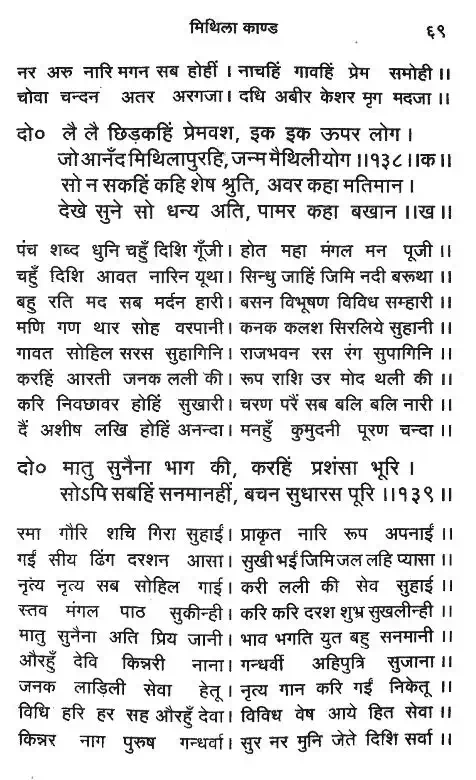 मिथिला काण्ड
६९
नर अरु नारि मगन सब होहीं। नाचहिं गावहिं प्रेम समोही।।
चोवा चन्दन अतर अरगजा। दधि अबीर केशर मृग मदजा।।
दो० लै लै छिड़कहिं प्रेमवश, इक इक ऊपर लोग।
जो आनँद मिथिलापुरहि, जन्म मैथिली योग।।१३८।।क।।
सो न सकहिं कहि शेष श्रुति, अवर कहा मतिमान।
देखे सुने सो धन्य अति, पामर कहा बखान।।ख।।
पंच शब्द धुनि चहुँ दिशि गूँजी। होत महा मंगल मन पूजी।।
चहुँ दिशि आवत नारिन यूथा। सिन्धु जाहिं जिमि नदी बरूथा।।
बहु रति मद सब मर्दन हारी। बसन विभूषण विविध सम्हारी।।
मणि गण थार सोह वरपानी। कनक कलश सिरलिये सुहानी।।
गावत सोहिल सरस सुहागिनि। राजभवन रस रंग सुपागिनि।।
करहिं आरती जनक लली की। रूप राशि उर मोद थली की।।
करि निवछावर होहिं सुखारी। चरण परैं सब बलि बलि नारी।।
दैं अशीष लखि होहिं अनन्दा। मनहुँ कुमुदनी पूरण चन्दा।।
दो० मातु सुनैना भाग की, करहिं प्रशंसा भूरि।
सोऽपि सबहिं सनमानहीं, बचन सुधारस पूरि।।१३९।।
रमा गौरि शचि गिरा सुहाईं। प्राकृत नारि रूप अपनाईं।।
गईं सीय ढिंग दरशन आसा। सुखी भईं जिमि जल लहि प्यासा।।
नृत्य नृत्य सब सोहिल गाई। करी लली की सेव सुहाई।।
स्तव मंगल पाठ सुकीन्ही। करि करि दरश शुभ्र सुखलीन्ही।।
मातु सुनैना अति प्रिय जानी। भाव भगति युत बहु सनमानी।।
औरहुँ देवि किन्नरी नाना। गन्धर्वी अहिपुत्रि सुजाना।।
जनक लाड़िली सेवा हेतू। नृत्य गान करि गईं निकेतू।।
विधि हरि हर सह औरहुँ देवा। विविध वेष आये हित सेवा।।
किन्नर नाग पुरुष गन्धर्वा। सुर नर मुनि जेते दिशि सर्वा।।